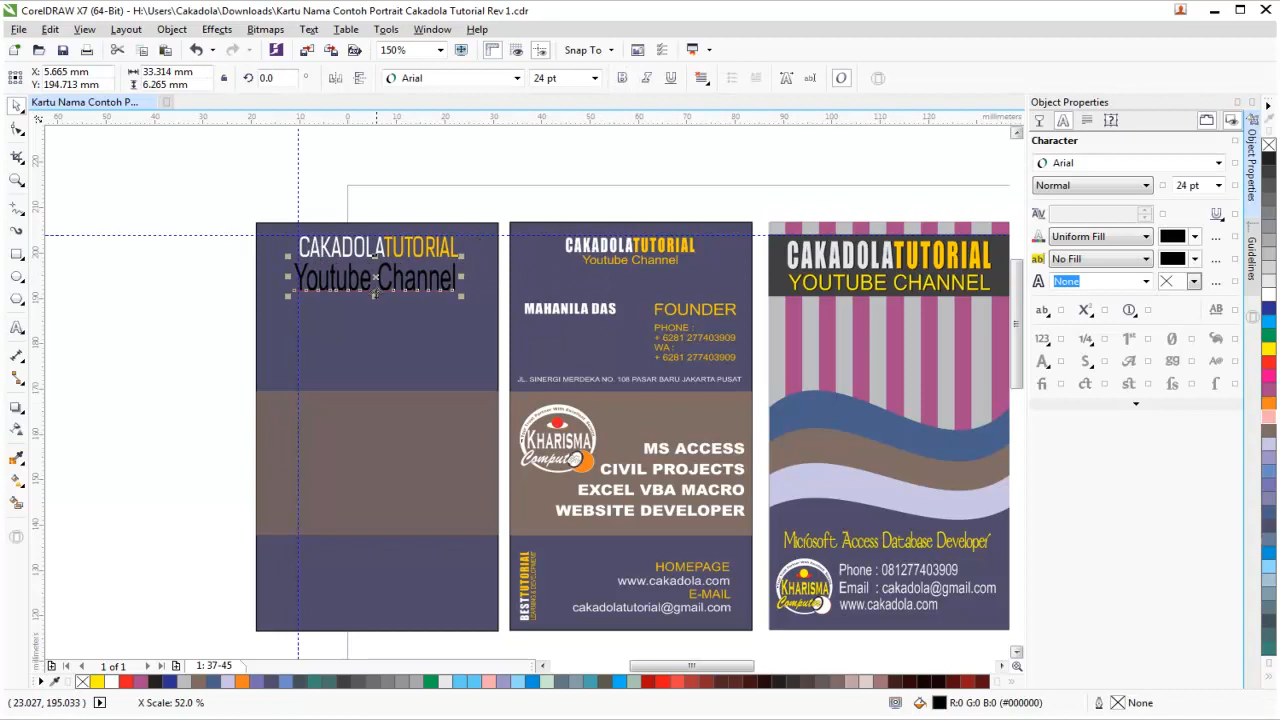 CorelDRAW X7 (64-Bit) - H:\Users\Cakadola\Downloads\Kartu Nama Contoh Portrait Cakadola Tutorial Rev 1.cdr
File Edit View Layout Object Effects Bitmaps Text Table Tools Window Help
150% Snap To
X: 5.665 mm 33.314 mm
Y: 194.713 mm 6.265 mm
0.0 °
Arial 24 pt
Kartu Nama Contoh P...
millimeters
CAKADOLATUTORIAL
Youtube Channel
CAKADOLATUTORIAL
Youtube Channel
MAHANILA DAS FOUNDER
PHONE :
+ 6281 277403909
WA :
+ 6281 277403909
JL. SINERGI MERDEKA NO. 108 PASAR BARU JAKARTA PUSAT
KHARISMA
Computer
MS ACCESS
CIVIL PROJECTS
EXCEL VBA MACRO
WEBSITE DEVELOPER
BESTTUTORIAL
LEARNING & DEVELOPMENT
HOMEPAGE
www.cakadola.com
E-MAIL
cakadolatutorial@gmail.com
CAKADOLATUTORIAL
YOUTUBE CHANNEL
Microsoft Access Database Developer
KHARISMA
Computer
Phone : 081277403909
Email : cakadola@gmail.com
www.cakadola.com
Object Properties
Character
Arial
Normal 24 pt
Uniform Fill
No Fill
None
Object Properties
Guidelines
1 of 1 1: 37-45
(23.027, 195.033) X Scale: 52.0 % R:0 G:0 B:0 (#000000) None